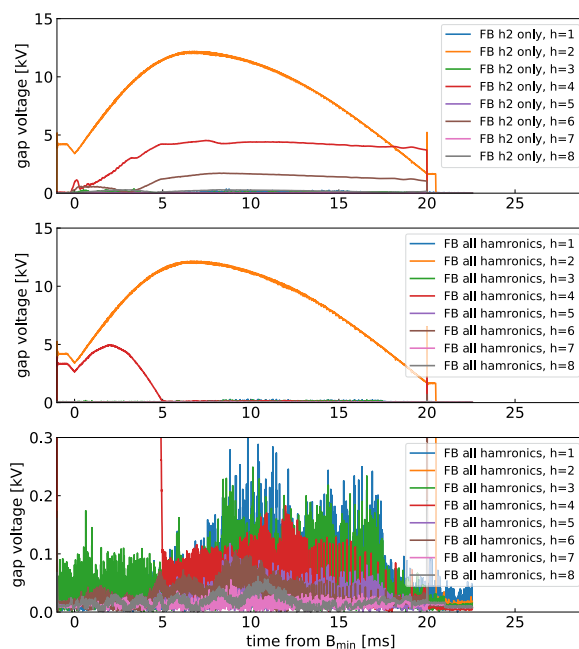 gap voltage [kV]
15
10
5
0
0 5 10 15 20 25
FB h2 only, h=1
FB h2 only, h=2
FB h2 only, h=3
FB h2 only, h=4
FB h2 only, h=5
FB h2 only, h=6
FB h2 only, h=7
FB h2 only, h=8
gap voltage [kV]
15
10
5
0
0 5 10 15 20 25
FB all hamronics, h=1
FB all hamronics, h=2
FB all hamronics, h=3
FB all hamronics, h=4
FB all hamronics, h=5
FB all hamronics, h=6
FB all hamronics, h=7
FB all hamronics, h=8
gap voltage [kV]
0.3
0.2
0.1
0.0
0 5 10 15 20 25
FB all hamronics, h=1
FB all hamronics, h=2
FB all hamronics, h=3
FB all hamronics, h=4
FB all hamronics, h=5
FB all hamronics, h=6
FB all hamronics, h=7
FB all hamronics, h=8
time from B_min [ms]